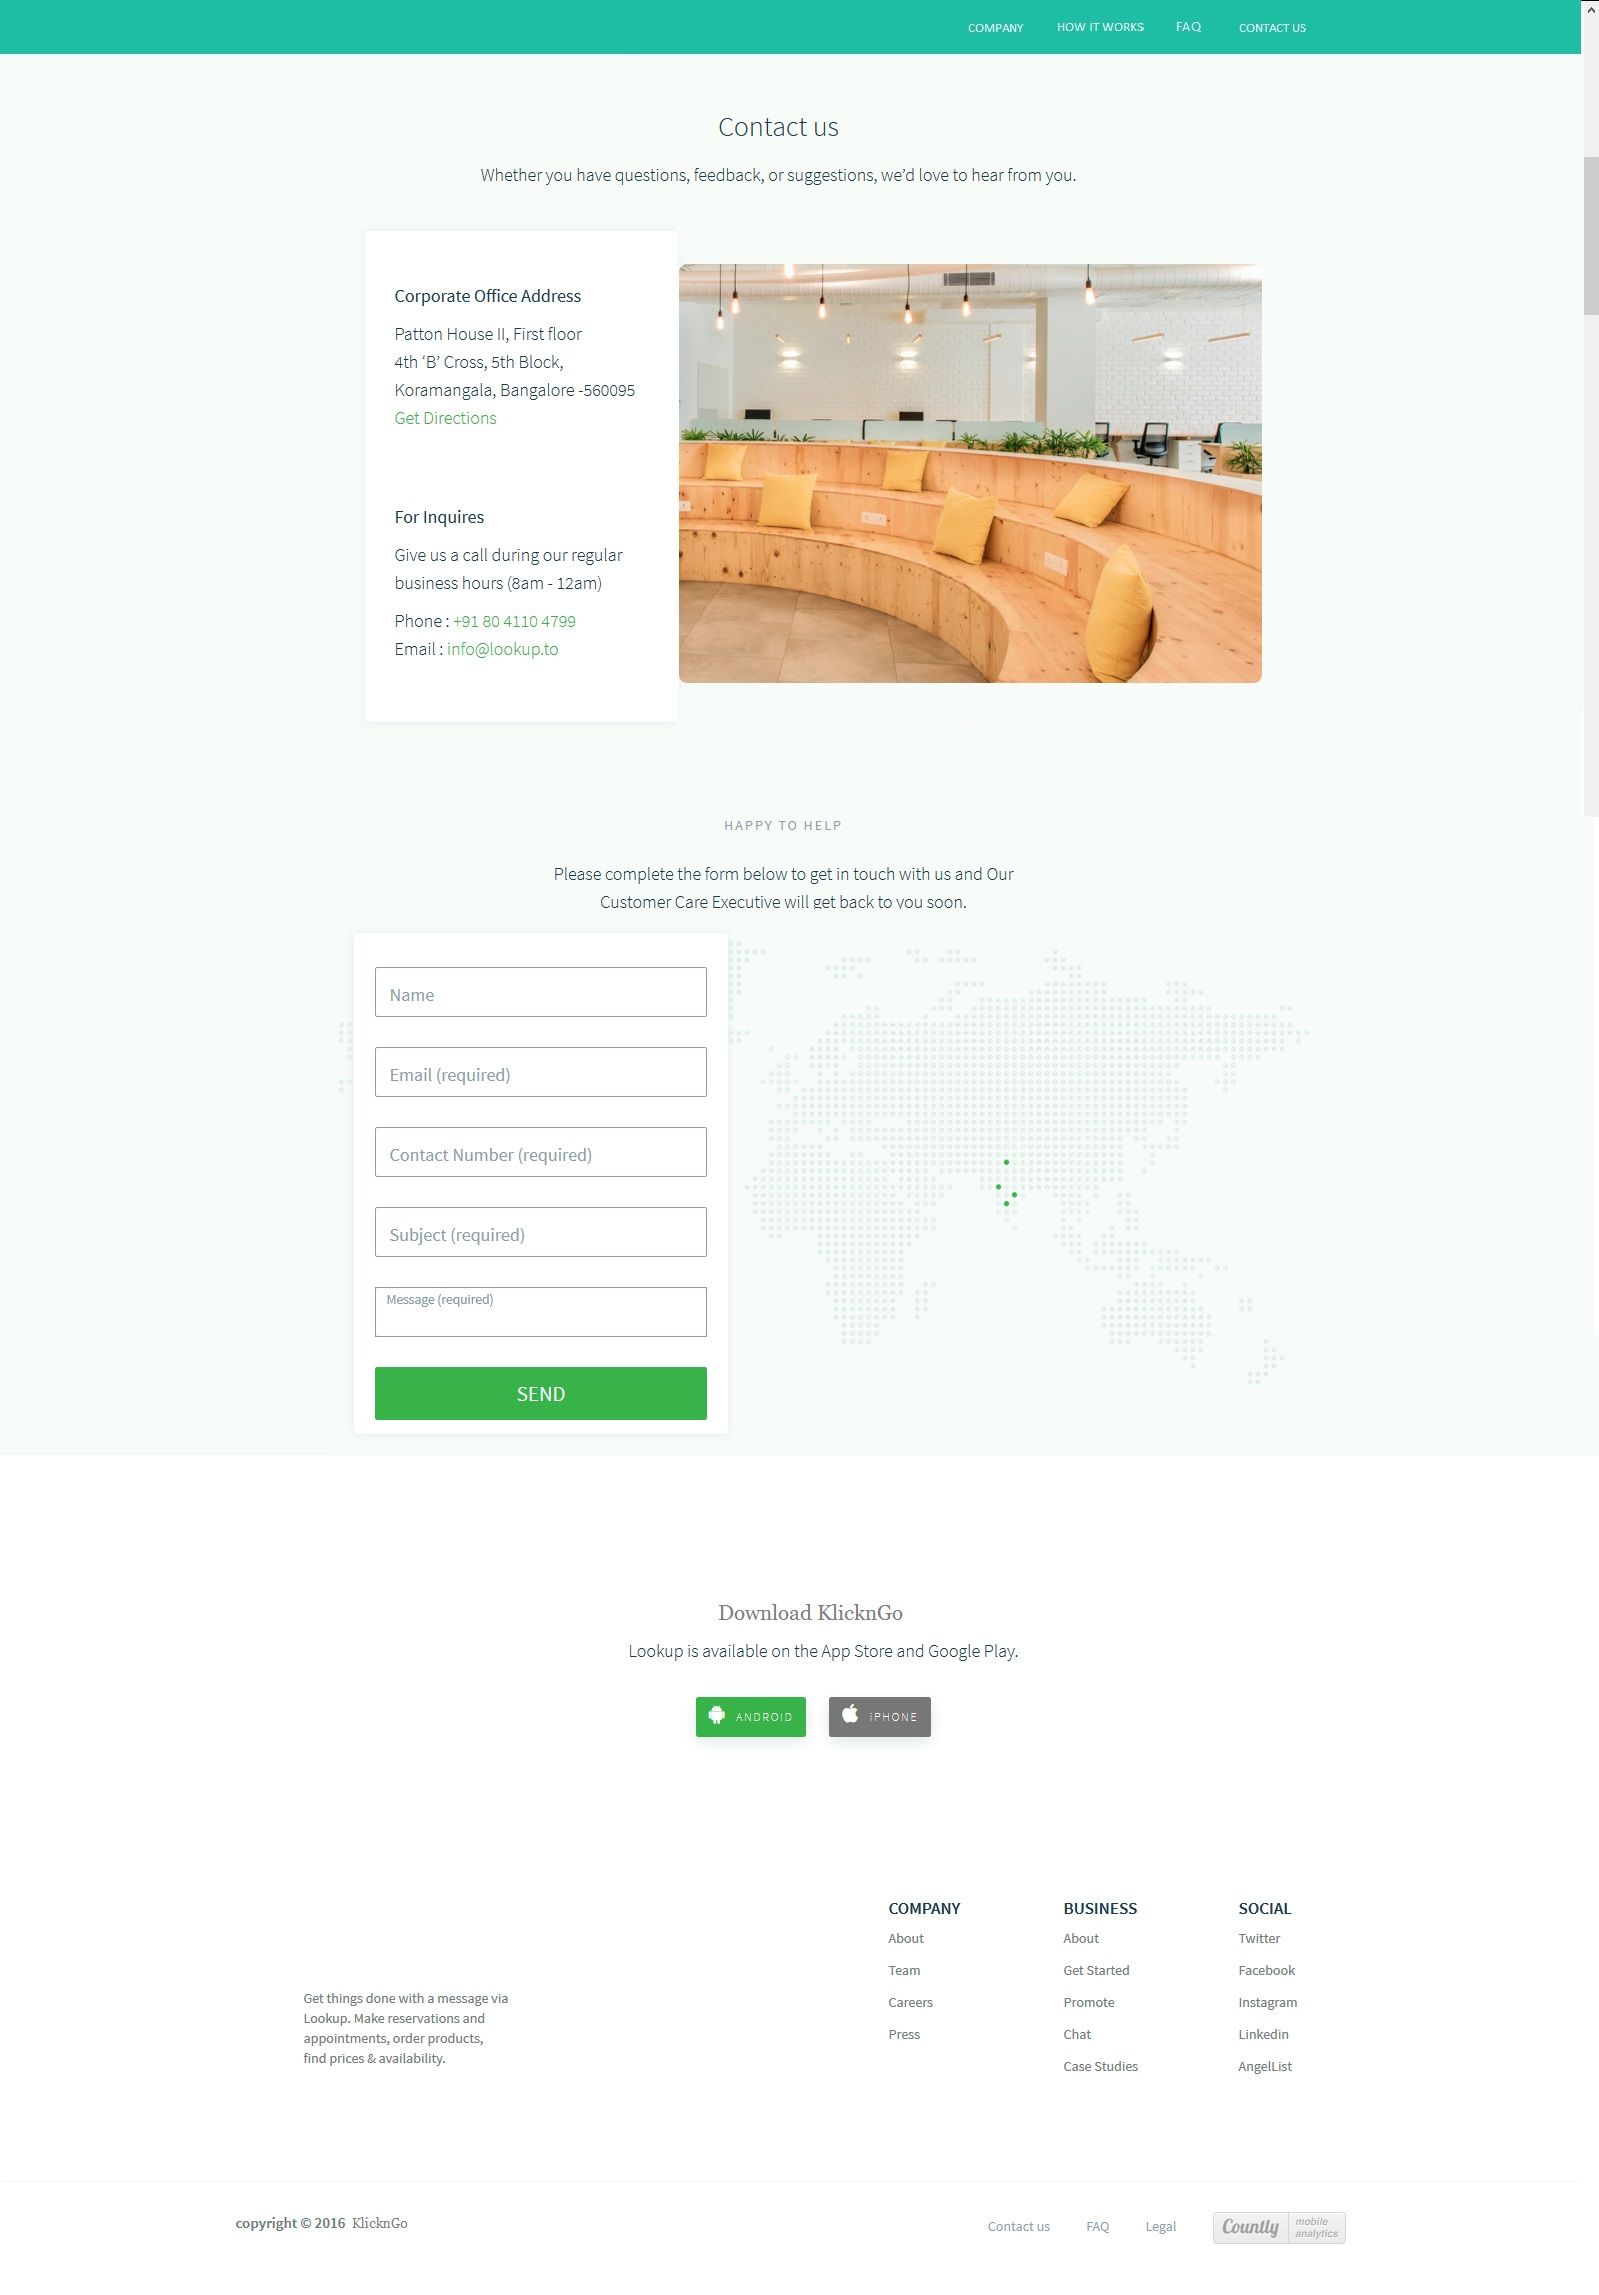 COMPANY HOW IT WORKS FAQ CONTACT US
Contact us
Whether you have questions, feedback, or suggestions, we’d love to hear from you.
Corporate Office Address
Patton House II, First floor
4th ‘B’ Cross, 5th Block,
Koramangala, Bangalore -560095
Get Directions
For Inquires
Give us a call during our regular
business hours (8am - 12am)
Phone : +91 80 4110 4799
Email : info@lookup.to
HAPPY TO HELP
Please complete the form below to get in touch with us and Our
Customer Care Executive will get back to you soon.
Name
Email (required)
Contact Number (required)
Subject (required)
Message (required)
SEND
Download KlicknGo
Lookup is available on the App Store and Google Play.
ANDROID
iPHONE
Get things done with a message via
Lookup. Make reservations and
appointments, order products,
find prices & availability.
COMPANY
About
Team
Careers
Press
BUSINESS
About
Get Started
Promote
Chat
Case Studies
SOCIAL
Twitter
Facebook
Instagram
Linkedin
AngelList
copyright © 2016 KlicknGo
Contact us FAQ Legal
Countly mobile
analytics